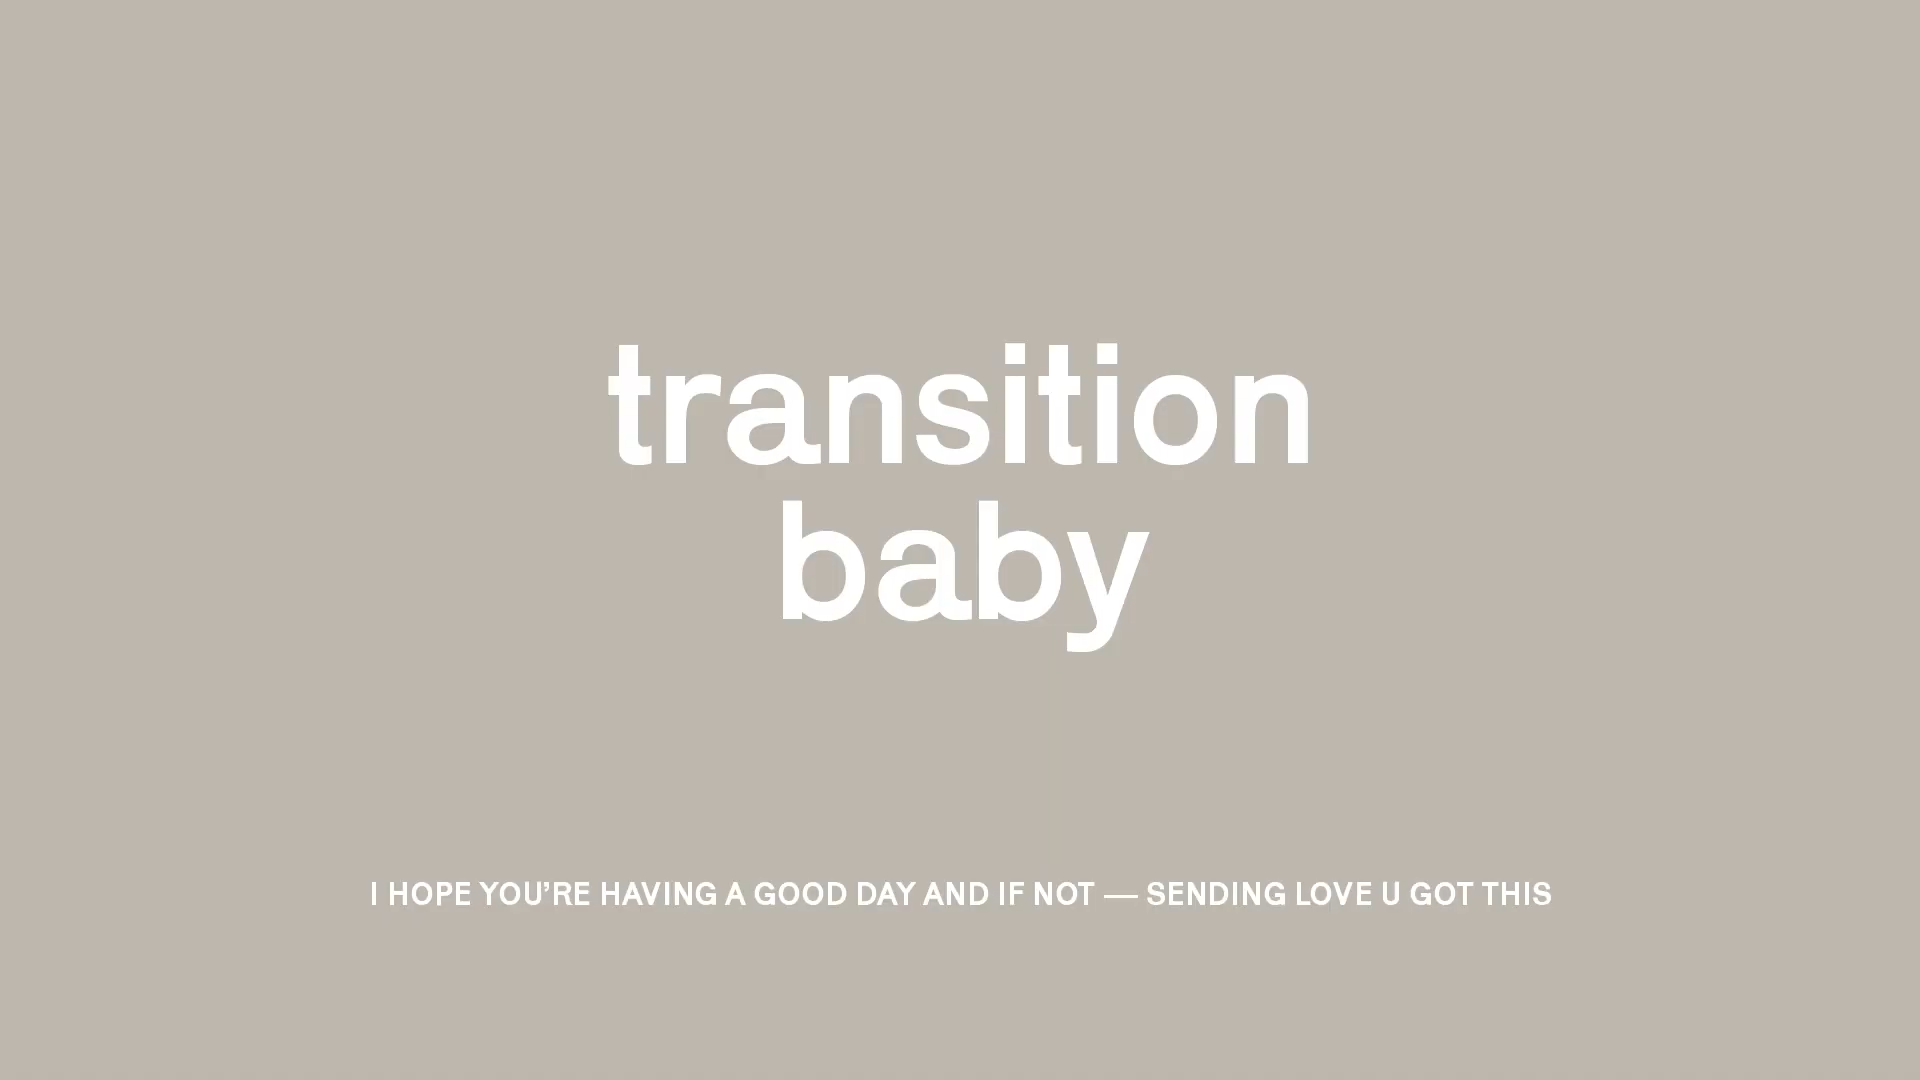 transition
baby
I HOPE YOU’RE HAVING A GOOD DAY AND IF NOT — SENDING LOVE U GOT THIS